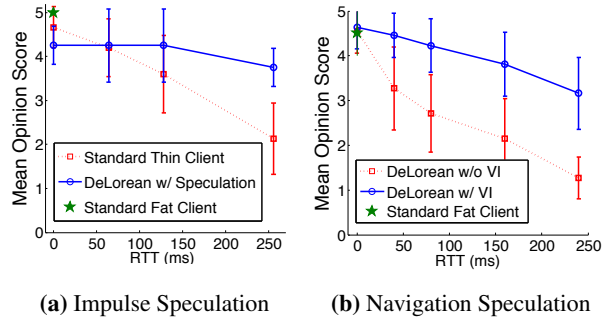 5
4
3
2
1
0
Mean Opinion Score
0 50 100 150 200 250
RTT (ms)
Standard Thin Client
DeLorean w/ Speculation
Standard Fat Client
(a) Impulse Speculation
5
4
3
2
1
0
Mean Opinion Score
0 50 100 150 200 250
RTT (ms)
DeLorean w/o VI
DeLorean w/ VI
Standard Fat Client
(b) Navigation Speculation